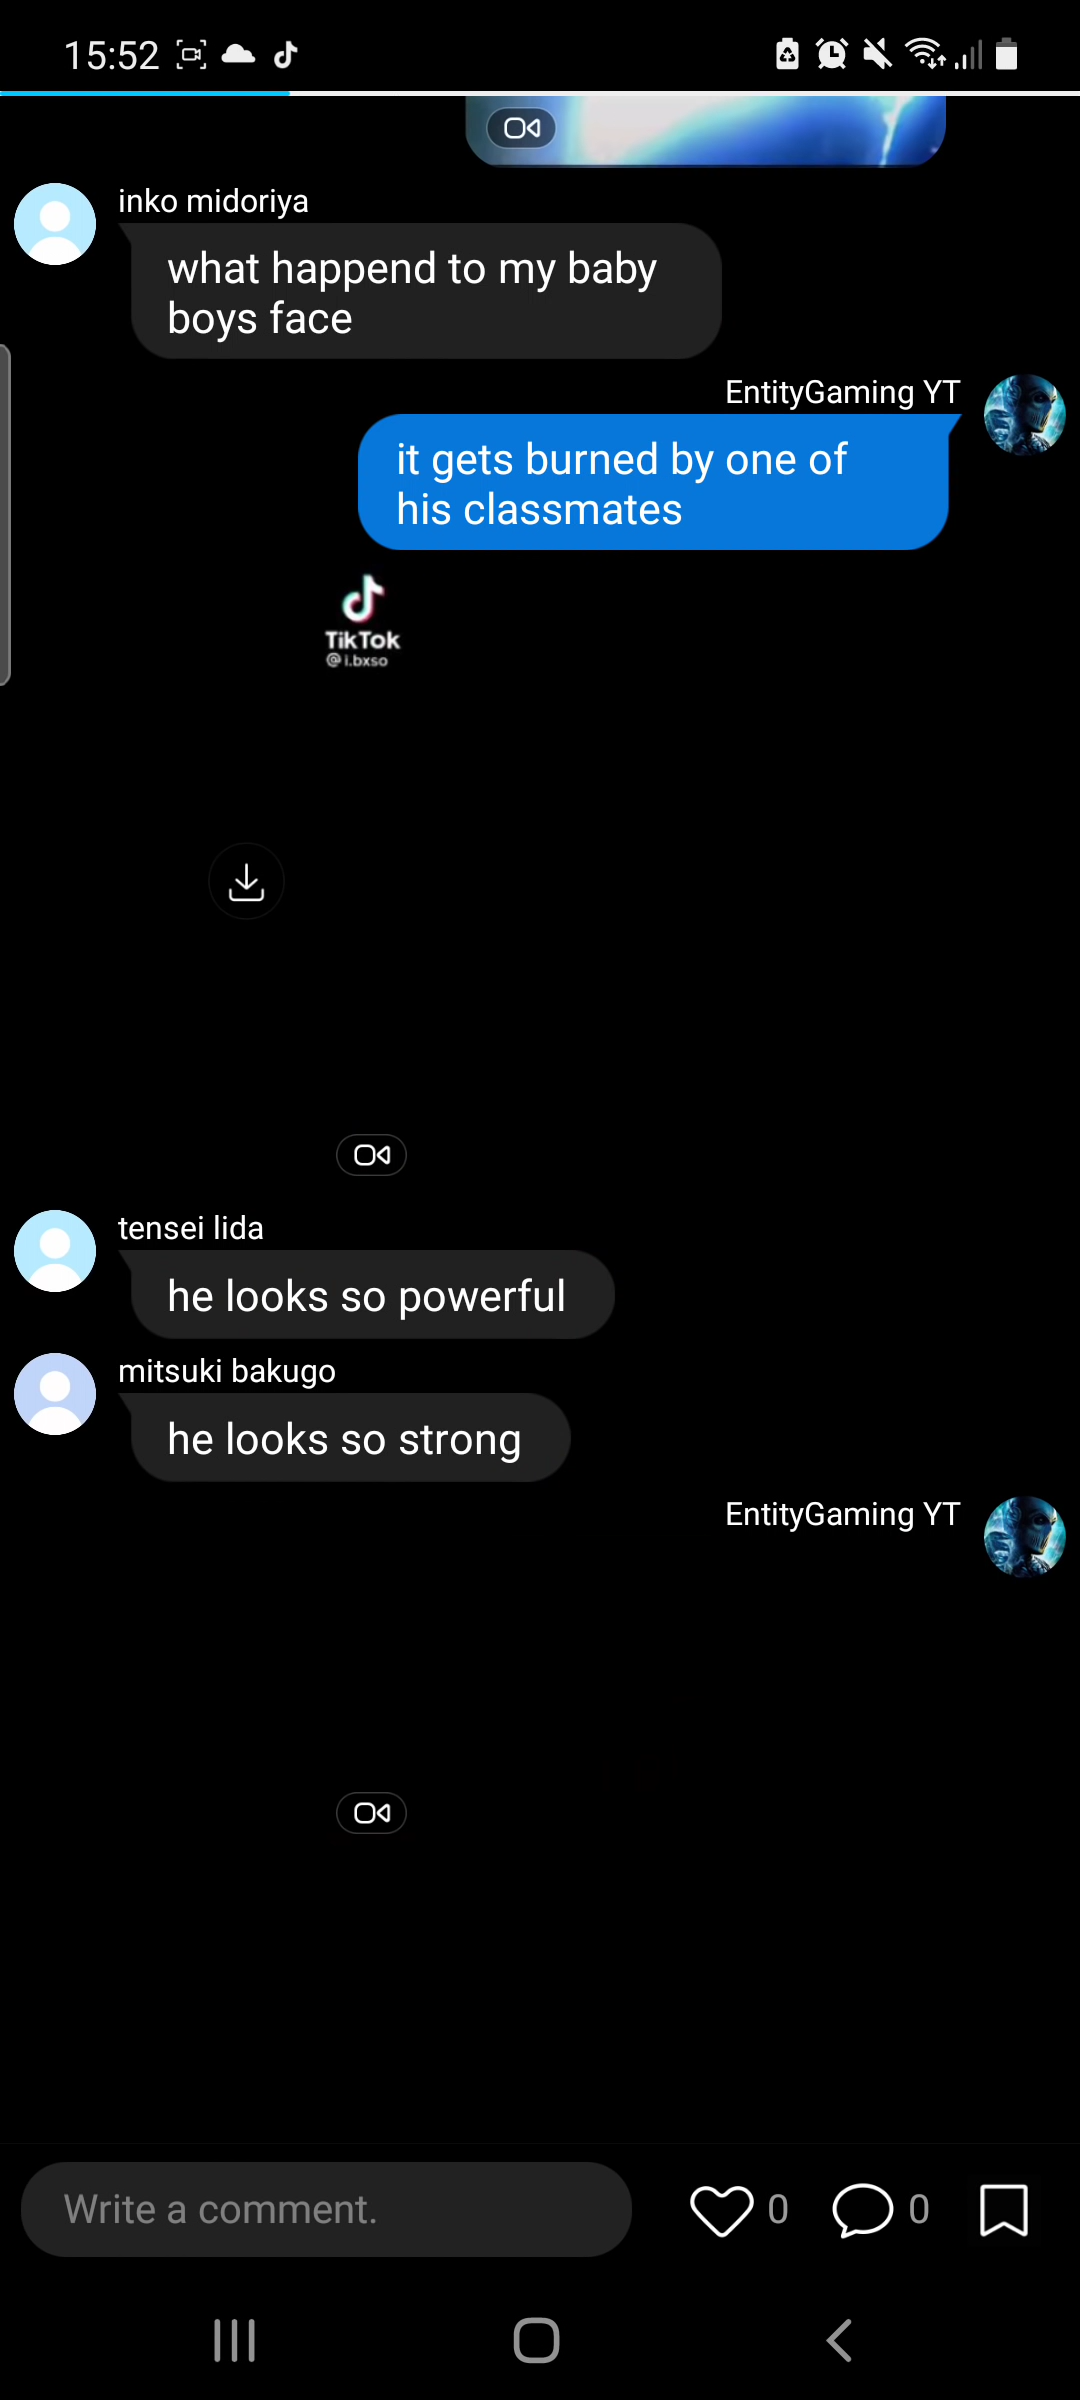 15:52
inko midoriya
what happend to my baby
boys face
EntityGaming YT
it gets burned by one of
his classmates
TikTok
@i.bxso
tensei lida
he looks so powerful
mitsuki bakugo
he looks so strong
EntityGaming YT
Write a comment.
0
0